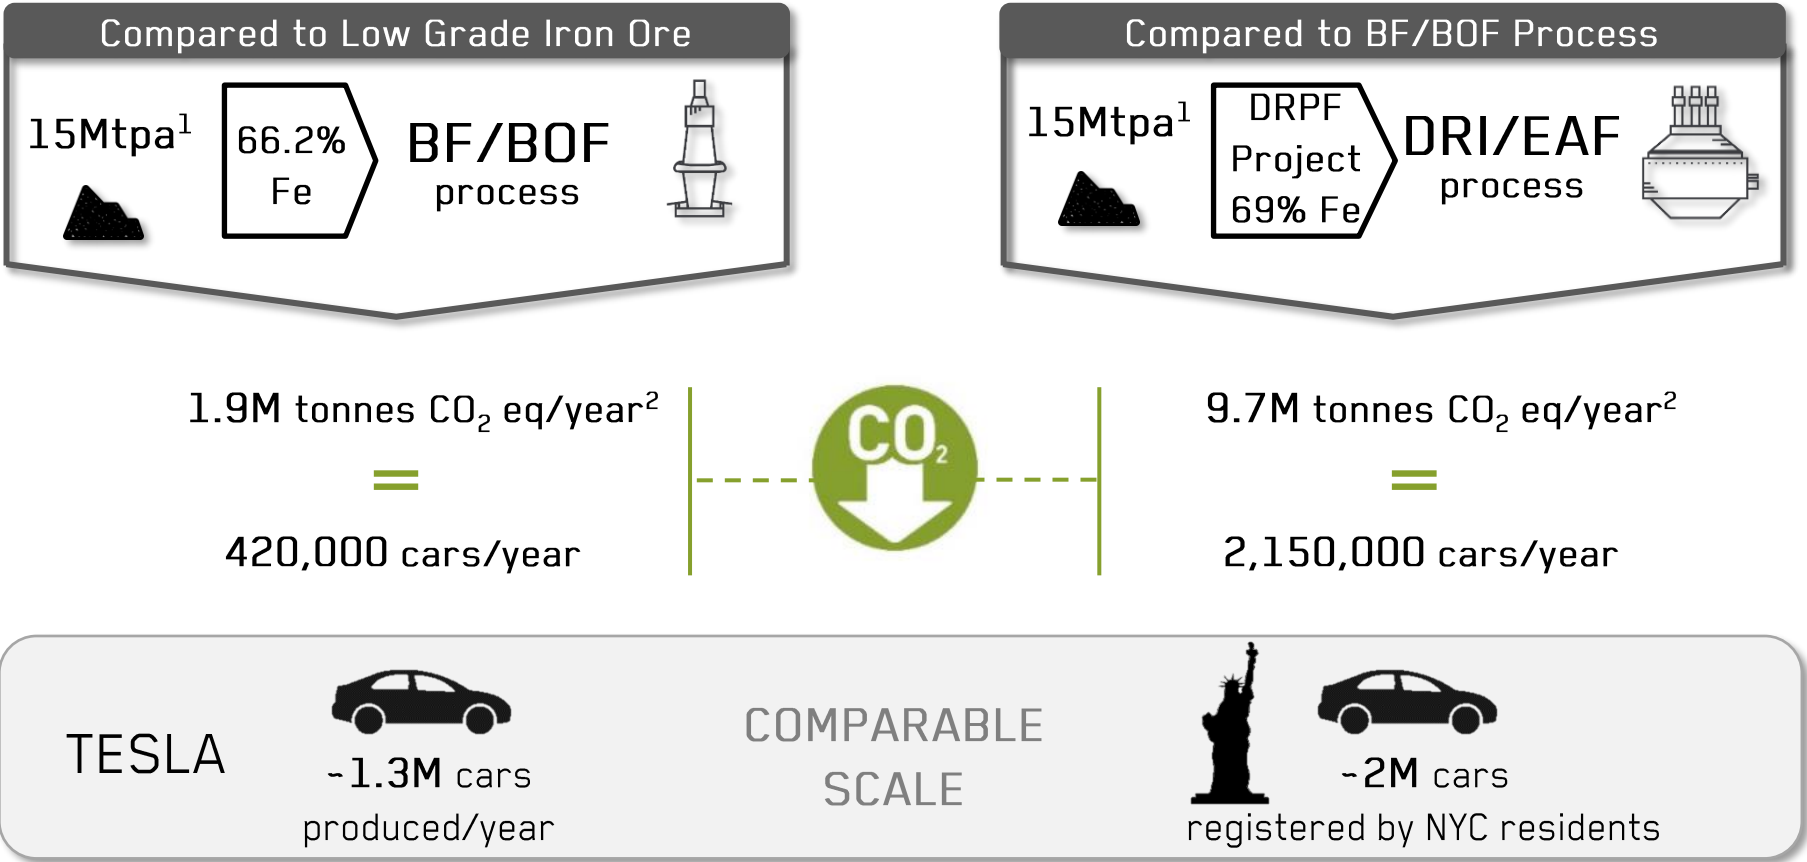 Compared to Low Grade Iron Ore
15Mtpa¹
66.2%
Fe
BF/BOF
process
Compared to BF/BOF Process
15Mtpa¹
DRPF
Project
69% Fe
DRI/EAF
process
1.9M tonnes CO₂ eq/year²
=
420,000 cars/year
CO₂
9.7M tonnes CO₂ eq/year²
=
2,150,000 cars/year
TESLA
~1.3M cars
produced/year
COMPARABLE
SCALE
~2M cars
registered by NYC residents